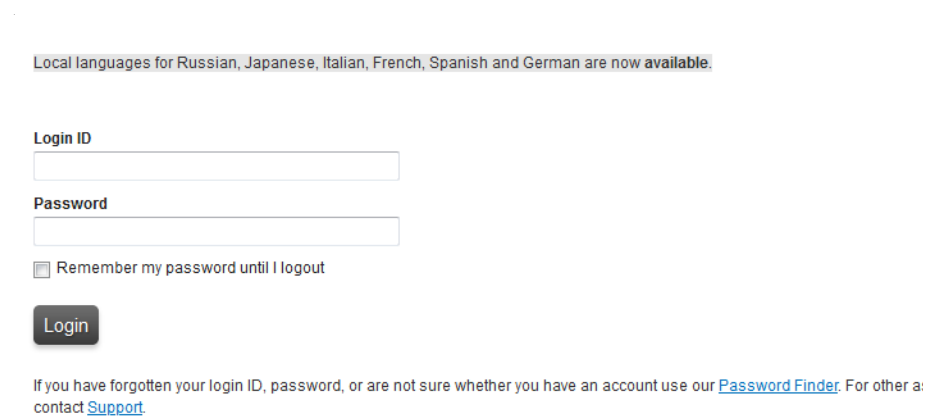 Local languages for Russian, Japanese, Italian, French, Spanish and German are now available.
Login ID
Password
Remember my password until I logout
Login
If you have forgotten your login ID, password, or are not sure whether you have an account use our Password Finder. For other
contact Support.